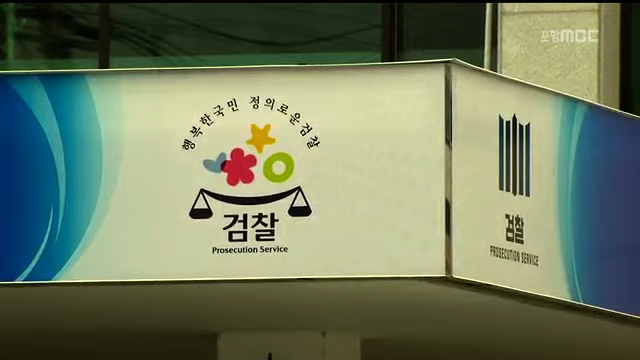 포항MBC
행복한국민 정의로운검찰
검찰
Prosecution Service
검찰
PROSECUTION SERVICE